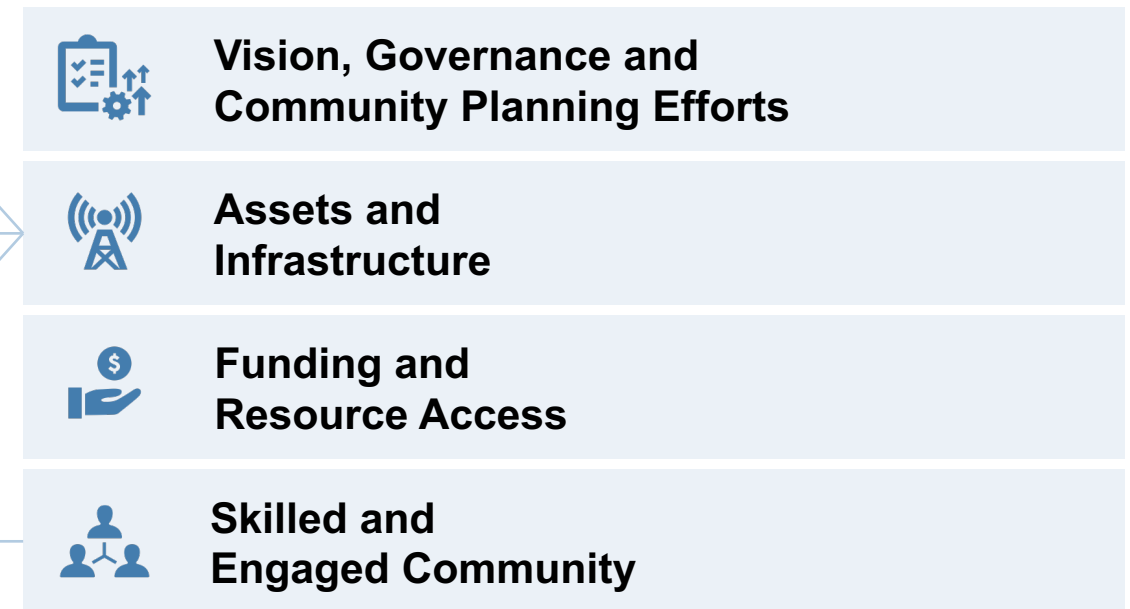 Vision, Governance and
Community Planning Efforts
Assets and
Infrastructure
$
Funding and
Resource Access
Skilled and
Engaged Community